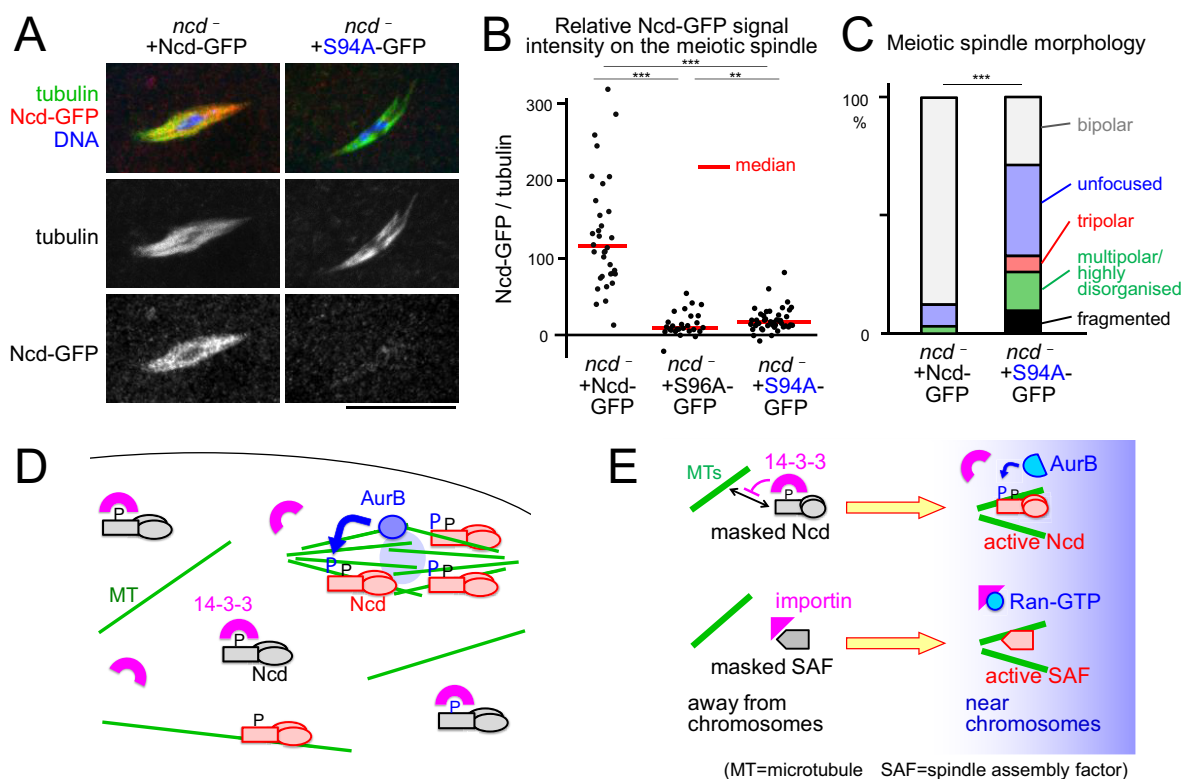 A
ncd –
+Ncd-GFP
ncd –
+S94A-GFP
tubulin
Ncd-GFP
DNA
tubulin
Ncd-GFP
B
Relative Ncd-GFP signal
intensity on the meiotic spindle
***
***
**
Ncd-GFP / tubulin
300
200
100
0
median
ncd –
+Ncd-
GFP
ncd –
+S96A-
GFP
ncd –
+S94A-
GFP
C
Meiotic spindle morphology
***
100
%
0
bipolar
unfocused
tripolar
multipolar/
highly
disorganised
fragmented
ncd –
+Ncd-
GFP
ncd –
+S94A-
GFP
D
P
AurB
P P
P
P
P
P
MT
Ncd
14-3-3
P
Ncd
P
P
E
MTs
14-3-3
P
masked Ncd
AurB
P
P
active Ncd
importin
masked SAF
Ran-GTP
active SAF
away from
chromosomes
near
chromosomes
(MT=microtubule SAF=spindle assembly factor)